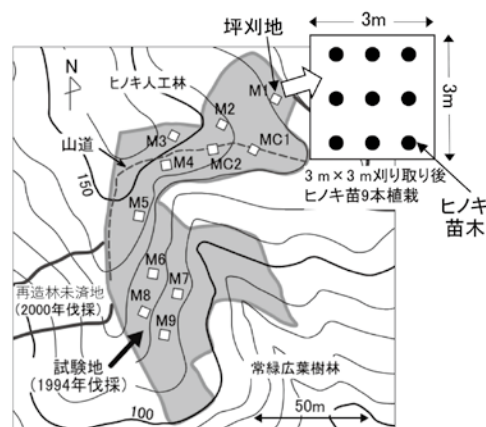 3m
坪刈地
N
ヒノキ人工林
M1
M2
3m
M3
MC1
山道
M4
MC2
3 m×3 m刈り取り後
ヒノキ苗9本植栽
ヒノキ
苗木
150
M5
M6
M7
再造林未済地
(2000年伐採)
M8
M9
試験地
(1994年伐採)
常緑広葉樹林
100
50m